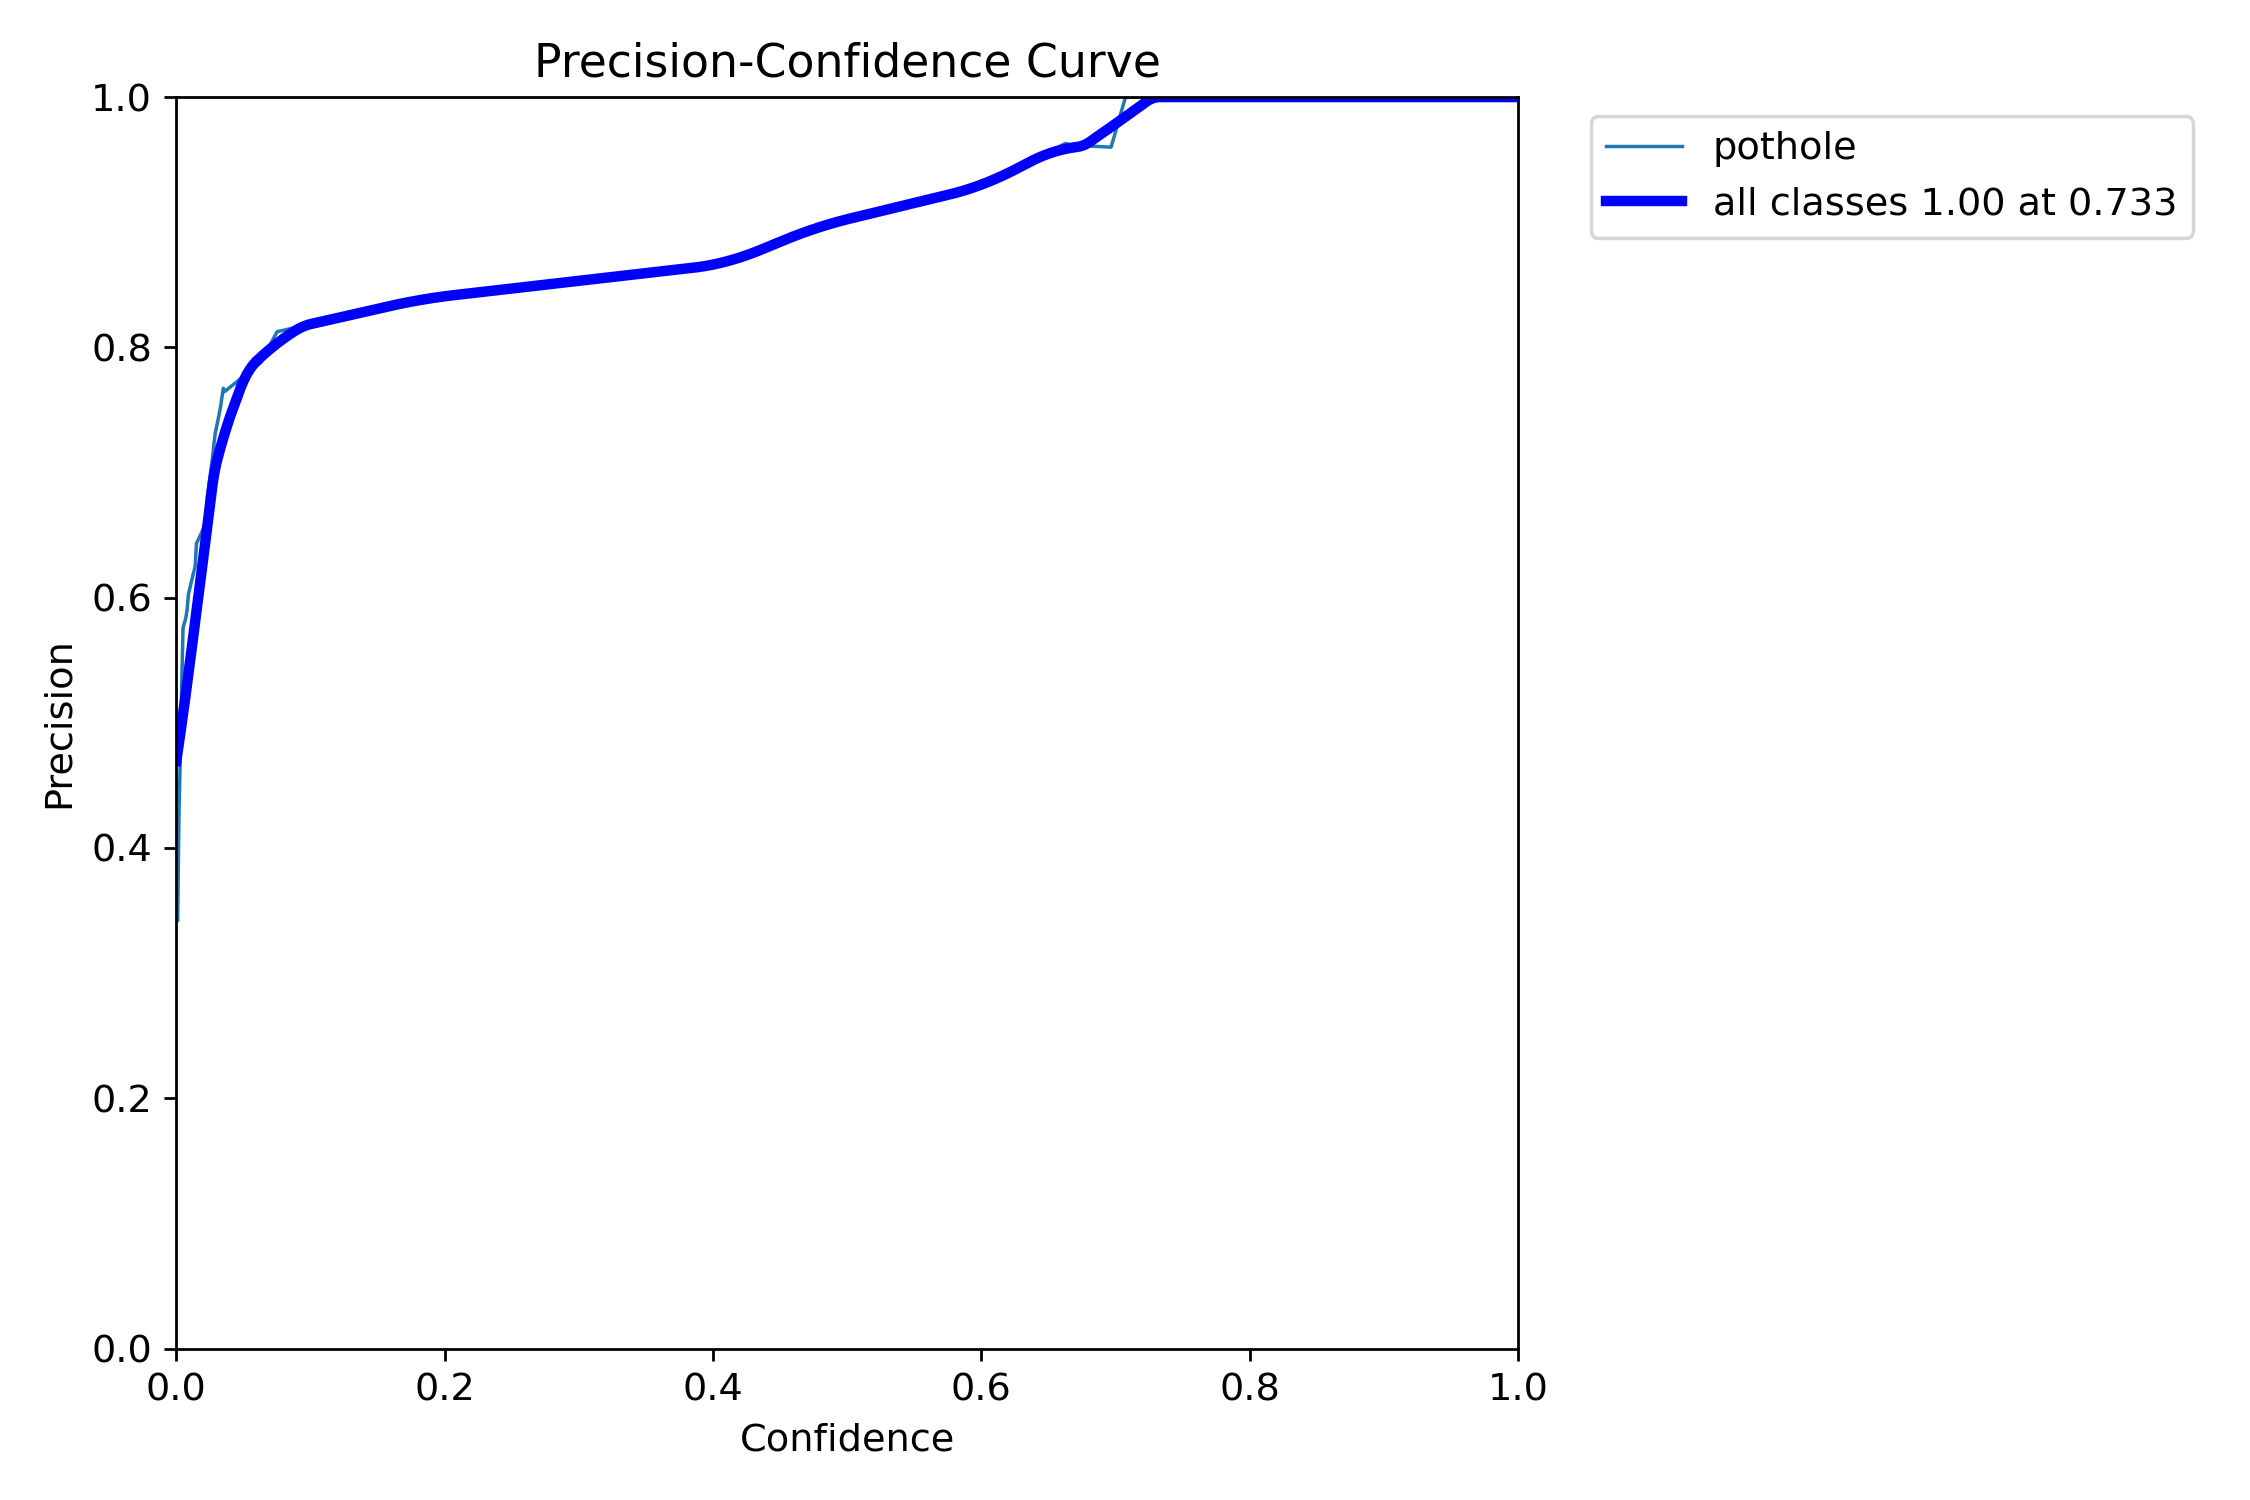 Precision-Confidence Curve
1.0
0.8
0.6
0.4
0.2
0.0
Precision
0.0 0.2 0.4 0.6 0.8 1.0
Confidence
pothole
all classes 1.00 at 0.733